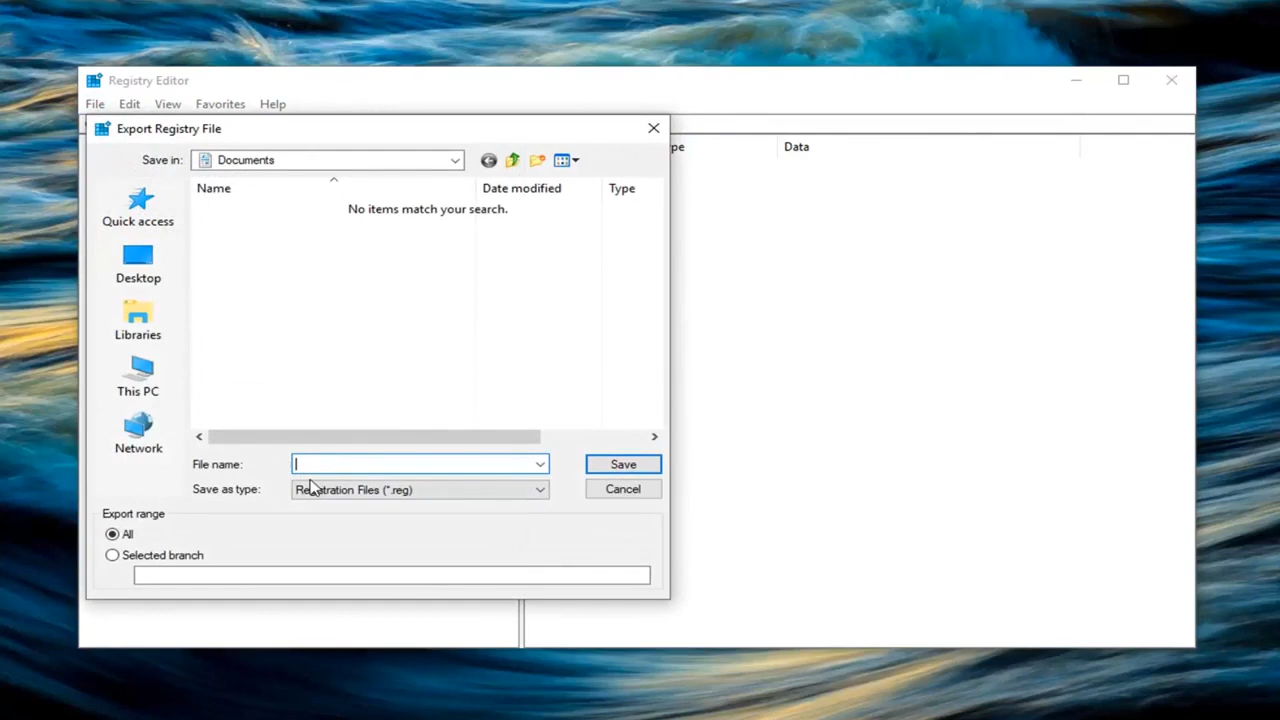 Registry Editor
File Edit View Favorites Help
Export Registry File
Save in: Documents
Data
Name Date modified Type
No items match your search.
Quick access
Desktop
Libraries
This PC
Network
File name: Save
Save as type: Registration Files (*.reg) Cancel
Export range
All
Selected branch